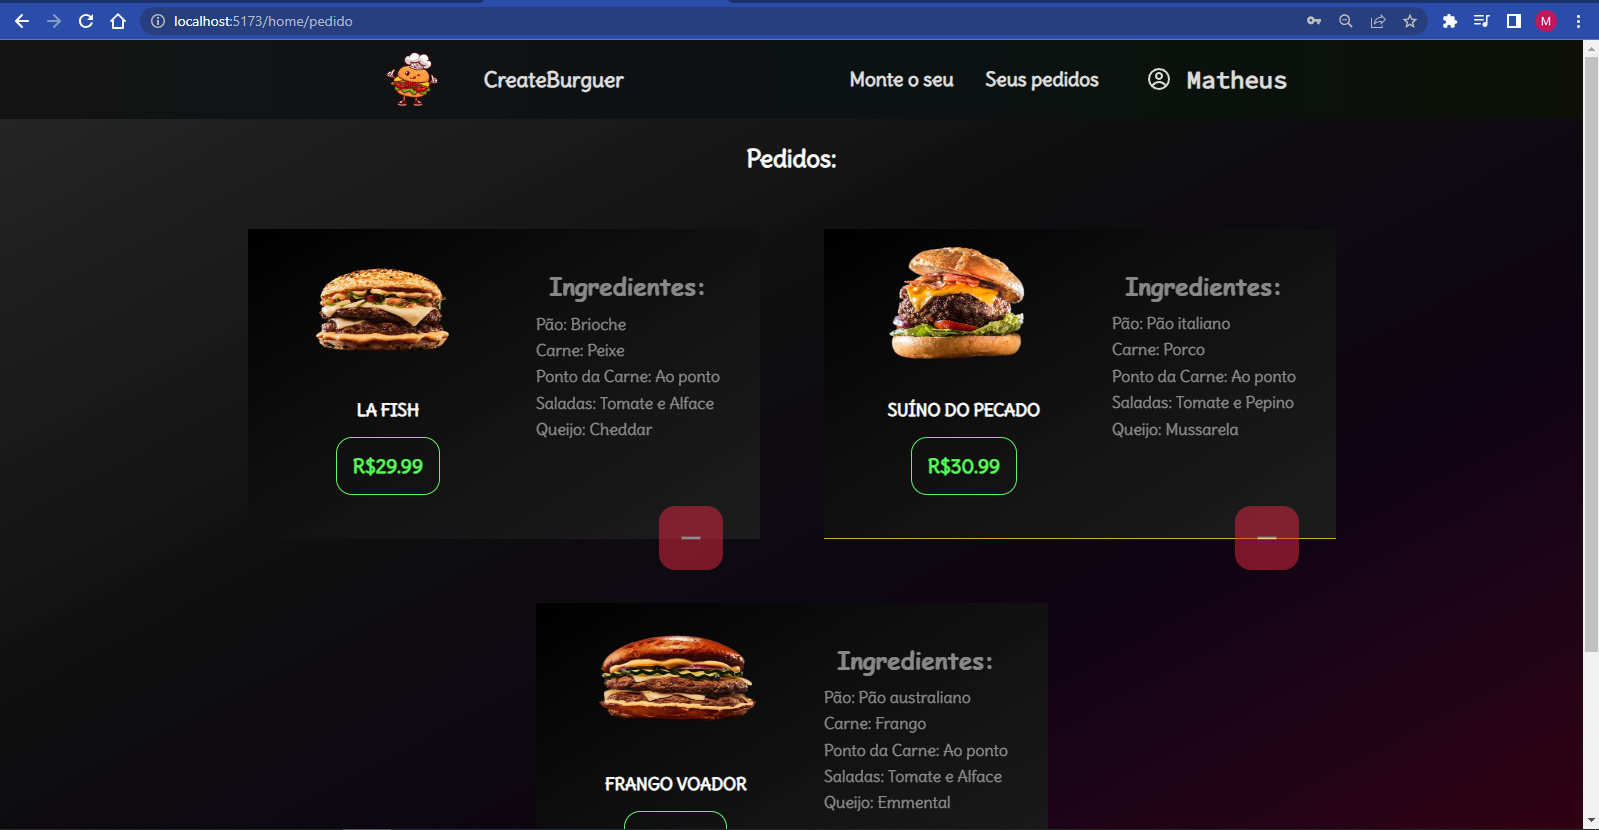 localhost:5173/home/pedido
M
CreateBurguer
Monte o seu
Seus pedidos
Matheus
Pedidos:
Ingredientes:
Pão: Brioche
Carne: Peixe
Ponto da Carne: Ao ponto
Saladas: Tomate e Alface
Queijo: Cheddar
LA FISH
R$29.99
Ingredientes:
Pão: Pão italiano
Carne: Porco
Ponto da Carne: Ao ponto
Saladas: Tomate e Pepino
Queijo: Mussarela
SUÍNO DO PECADO
R$30.99
Ingredientes:
Pão: Pão australiano
Carne: Frango
Ponto da Carne: Ao ponto
Saladas: Tomate e Alface
Queijo: Emmental
FRANGO VOADOR